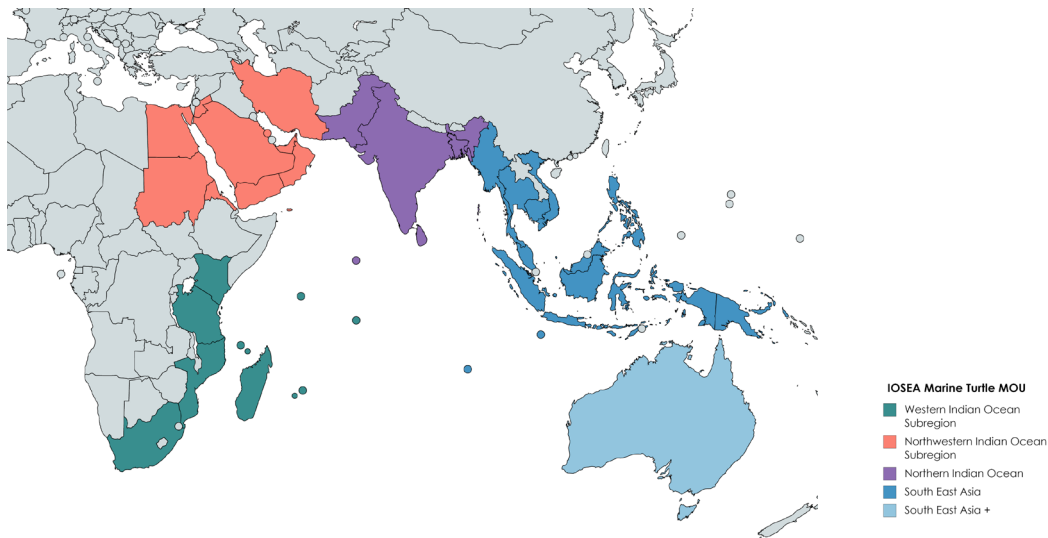 IOSEA Marine Turtle MOU
Western Indian Ocean
Subregion
Northwestern Indian Ocean
Subregion
Northern Indian Ocean
South East Asia
South East Asia +